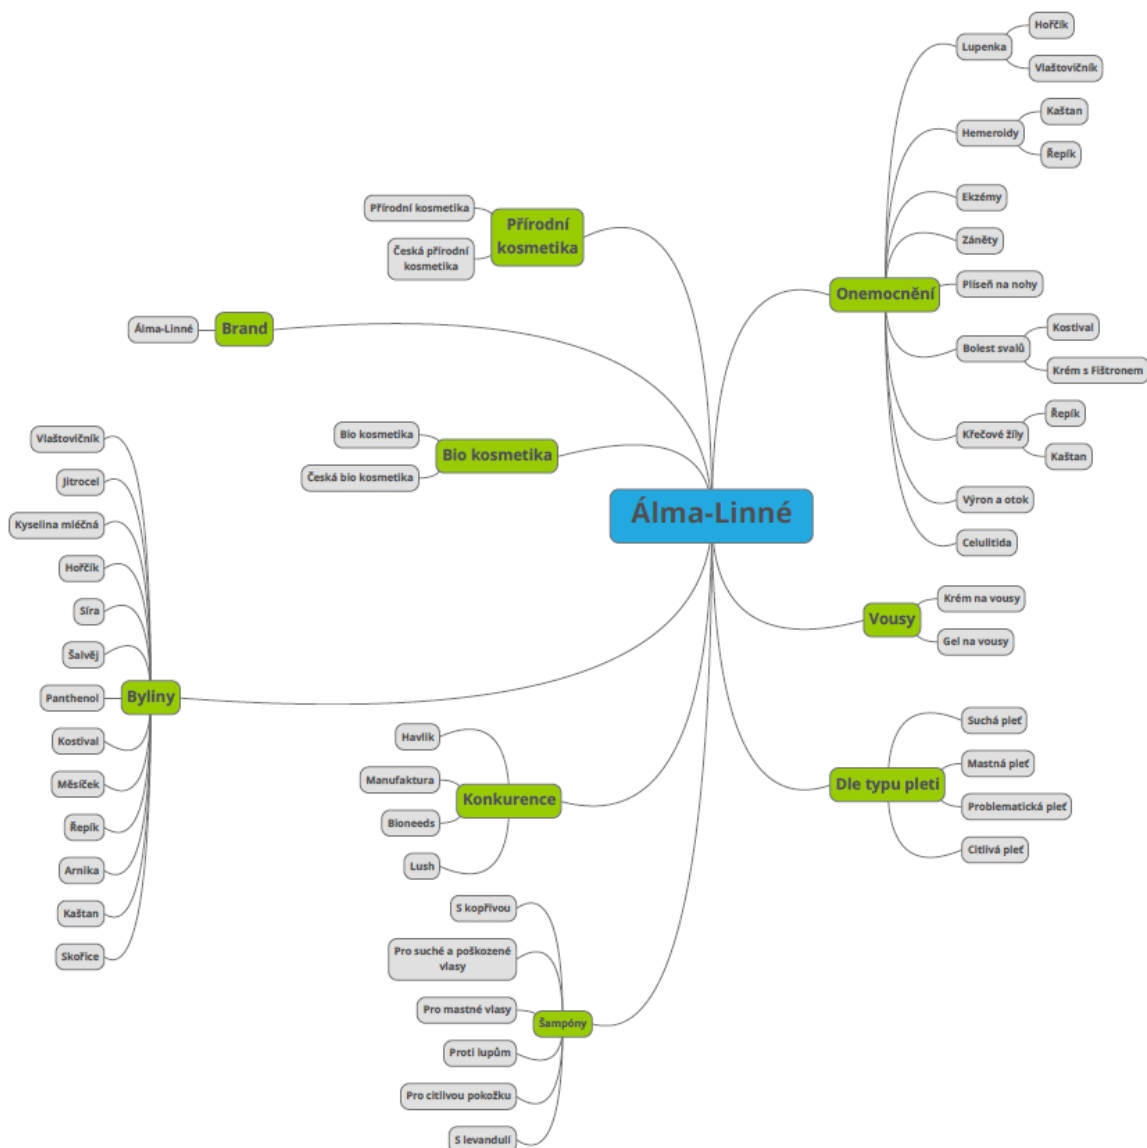 Álma-Linné
Přírodní
kosmetika
Přírodní kosmetika
Česká přírodní
kosmetika
Brand
Álma-Linné
Bio kosmetika
Bio kosmetika
Česká bio kosmetika
Byliny
Vlaštovičník
Jitrocel
Kyselina mléčná
Hořčík
Síra
Šalvěj
Panthenol
Kostival
Měsíček
Řepík
Arnika
Kaštan
Skořice
Konkurence
Havlik
Manufaktura
Bioneeds
Lush
Šampóny
S kopřivou
Pro suché a poškozené
vlasy
Pro mastné vlasy
Proti lupům
Pro citlivou pokožku
S levandulí
Onemocnění
Lupenka
Hořčík
Vlaštovičník
Hemeroidy
Kaštan
Řepík
Ekzémy
Záněty
Plíseň na nohy
Bolest svalů
Kostival
Krém s Fištronem
Křečové žíly
Řepík
Kaštan
Výron a otok
Celulitida
Vousy
Krém na vousy
Gel na vousy
Dle typu pleti
Suchá pleť
Mastná pleť
Problematická pleť
Citlivá pleť